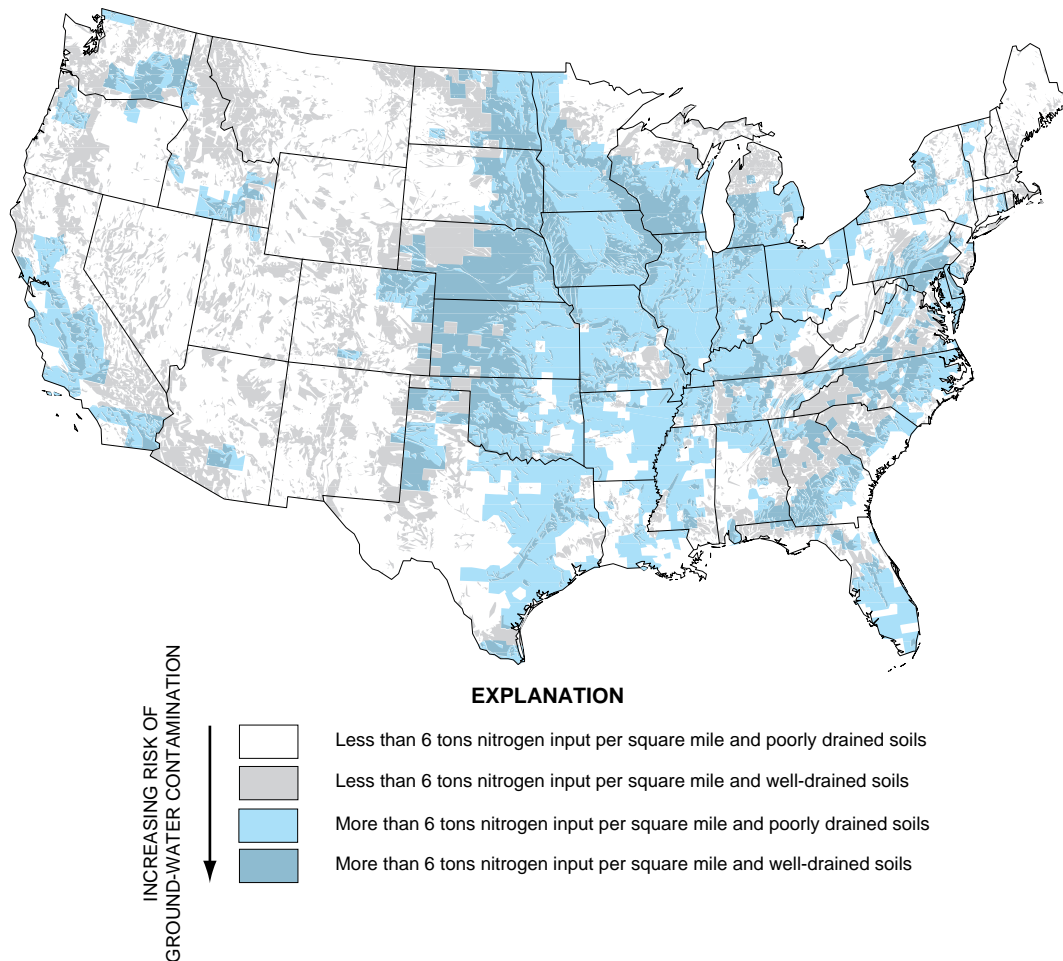 EXPLANATION
INCREASING RISK OF
GROUND-WATER CONTAMINATION
Less than 6 tons nitrogen input per square mile and poorly drained soils
Less than 6 tons nitrogen input per square mile and well-drained soils
More than 6 tons nitrogen input per square mile and poorly drained soils
More than 6 tons nitrogen input per square mile and well-drained soils